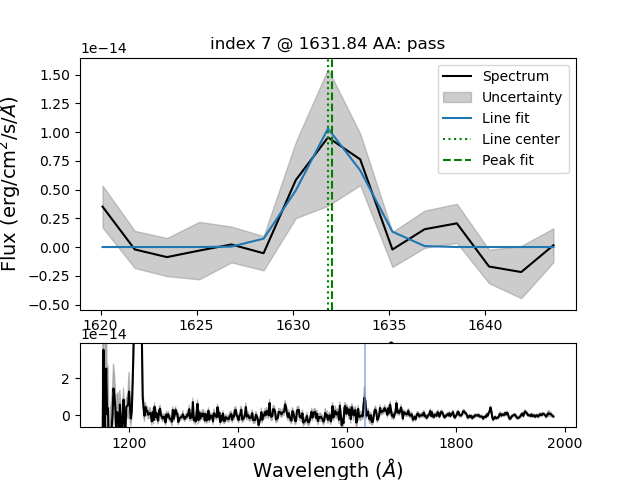 index 7 @ 1631.84 AA: pass
1e−14
Flux (erg/cm²/s/Å)
1.50
1.25
1.00
0.75
0.50
0.25
0.00
−0.25
−0.50
Spectrum
Uncertainty
Line fit
Line center
Peak fit
1620 1625 1630 1635 1640
1e−14
2
0
1200 1400 1600 1800 2000
Wavelength (Å)